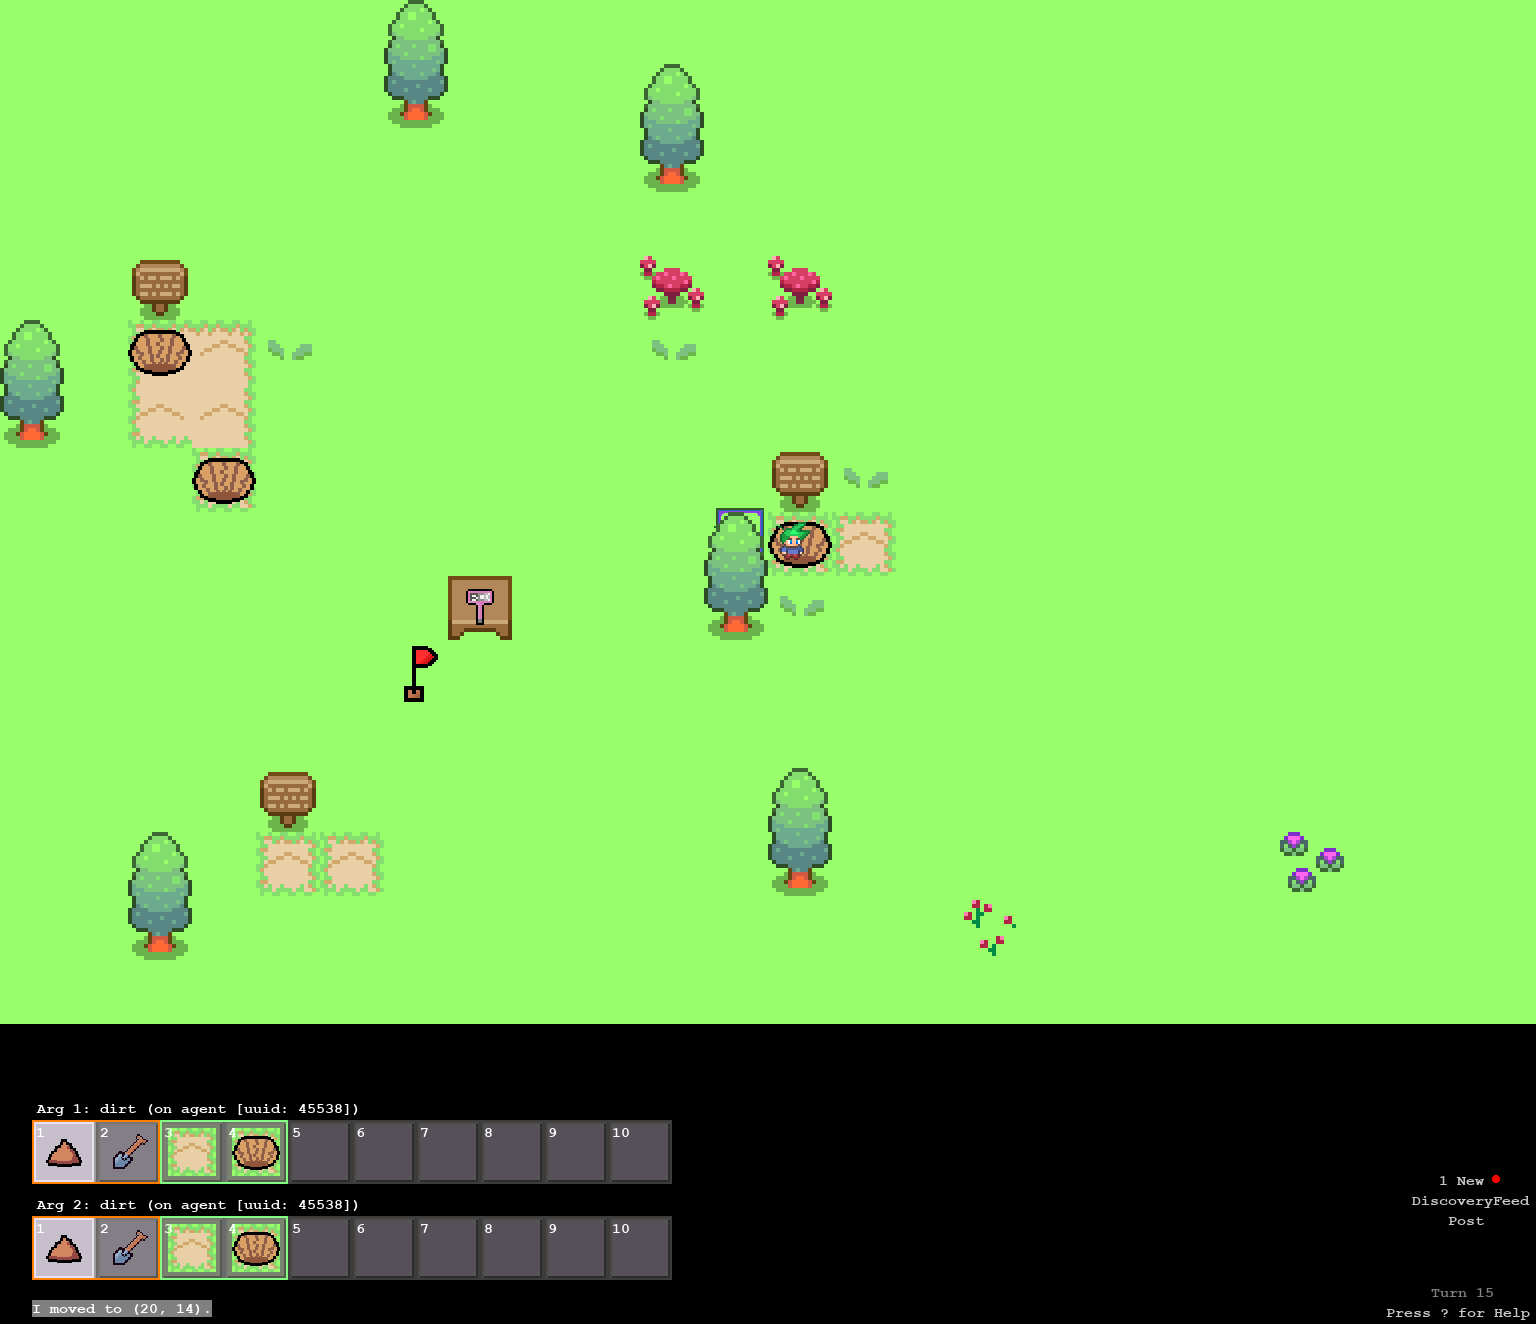 Arg 1: dirt (on agent [uuid: 45538])
1 2 3 4 5 6 7 8 9 10
Arg 2: dirt (on agent [uuid: 45538])
1 2 3 4 5 6 7 8 9 10
I moved to (20, 14).
1 New
DiscoveryFeed
Post
Turn 15
Press ? for Help